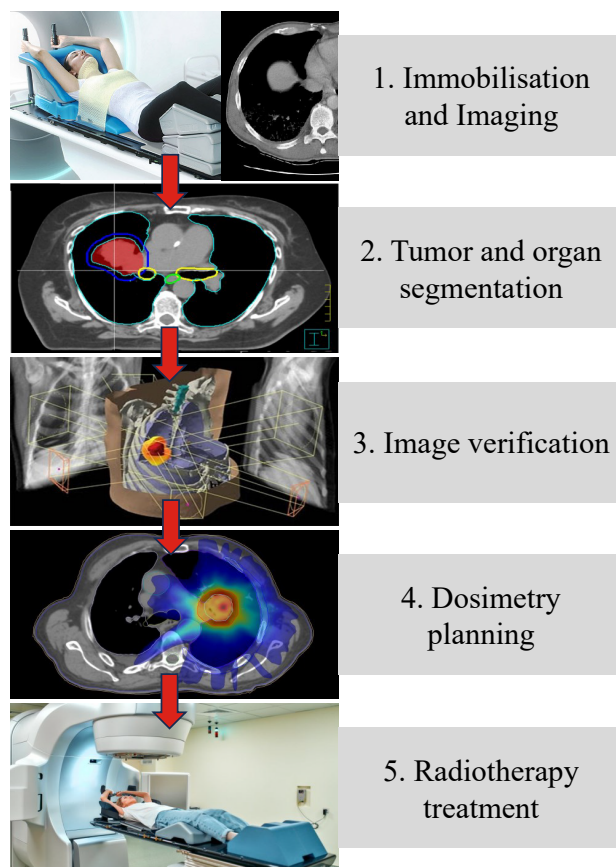 1. Immobilisation
and Imaging
2. Tumor and organ
segmentation
3. Image verification
4. Dosimetry
planning
5. Radiotherapy
treatment